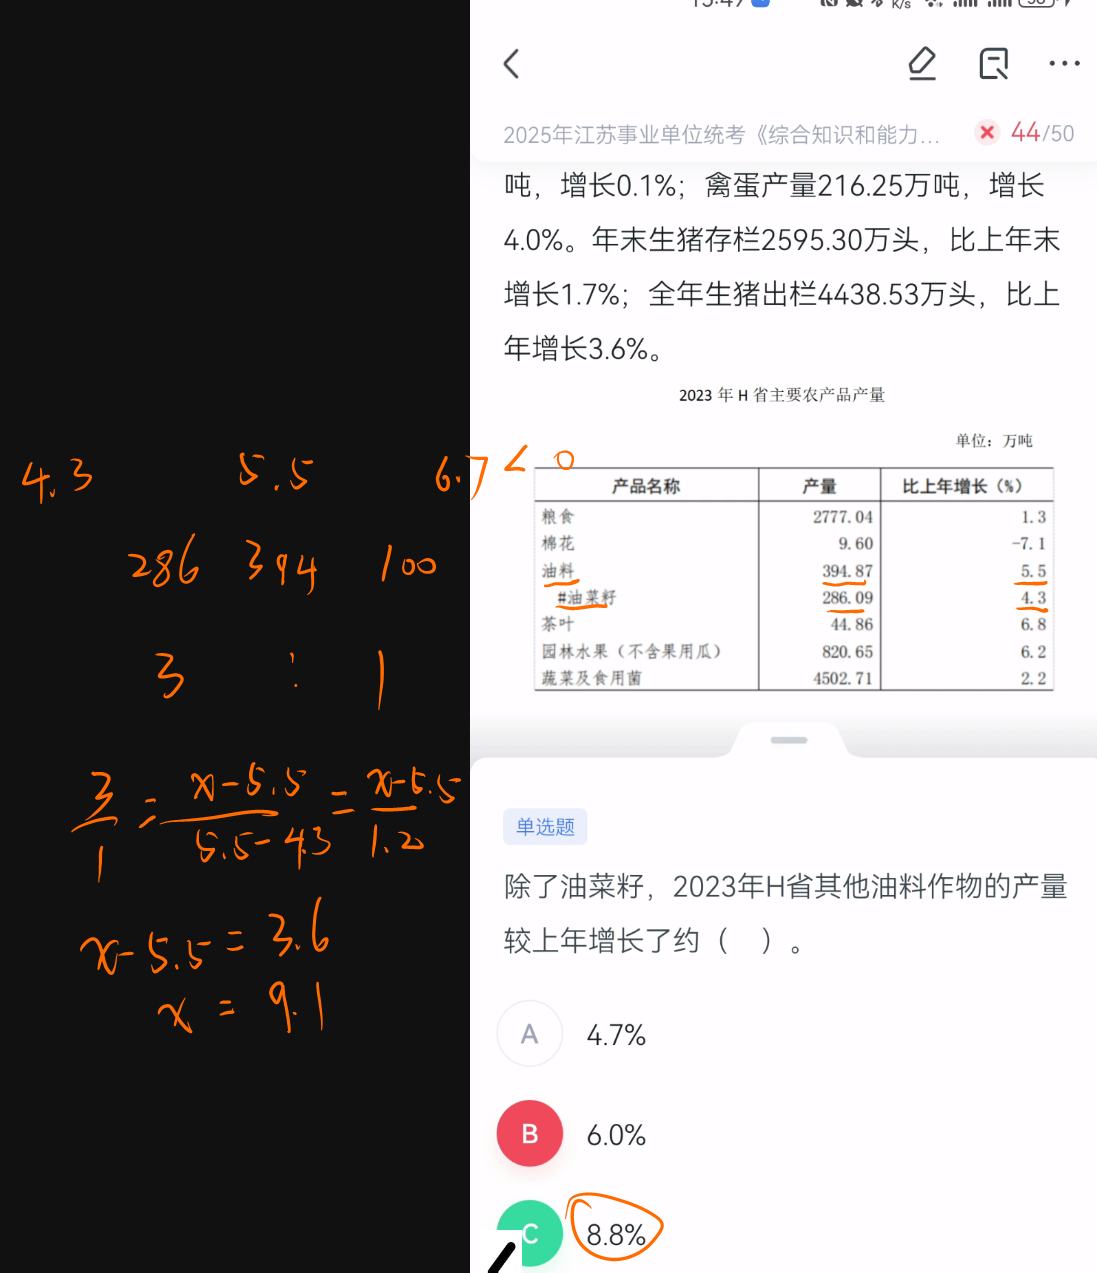 15:49
K/s
2025年江苏事业单位统考《综合知识和能力...
44/50
吨，增长0.1%；禽蛋产量216.25万吨，增长
4.0%。年末生猪存栏2595.30万头，比上年末
增长1.7%；全年生猪出栏4438.53万头，比上
年增长3.6%。
2023 年 H 省主要农产品产量
单位：万吨
产品名称 产量 比上年增长（%）
粮食 2777.04 1.3
棉花 9.60 -7.1
油料 394.87 5.5
#油菜籽 286.09 4.3
茶叶 44.86 6.8
园林水果（不含果用瓜） 820.65 6.2
蔬菜及食用菌 4502.71 2.2
4.3 5.5 6.7 < 0
286 394 100
3 : 1
3/1 = (x-5.5)/(5.5-4.3) = (x-5.5)/1.2
x-5.5 = 3.6
x = 9.1
单选题
除了油菜籽，2023年H省其他油料作物的产量
较上年增长了约（ ）。
A 4.7%
B 6.0%
C 8.8%